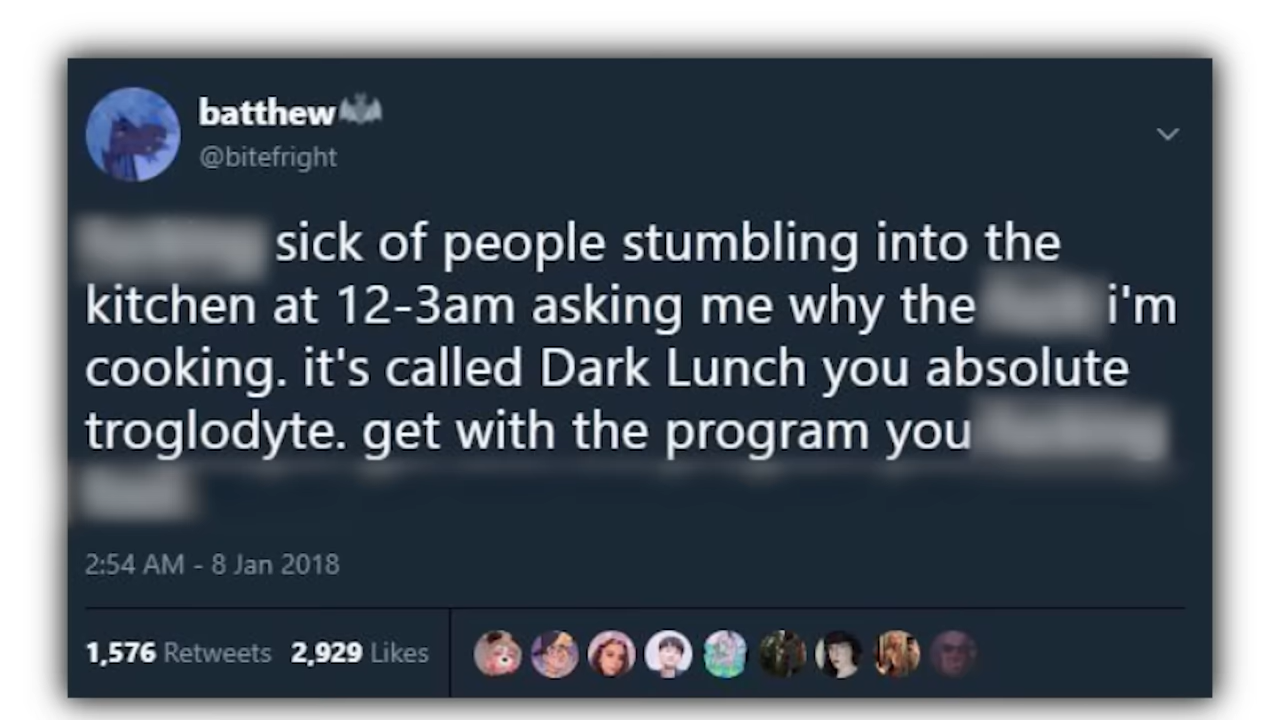 batthew
@bitefright
sick of people stumbling into the
kitchen at 12-3am asking me why the i'm
cooking. it's called Dark Lunch you absolute
troglodyte. get with the program you
2:54 AM - 8 Jan 2018
1,576 Retweets 2,929 Likes